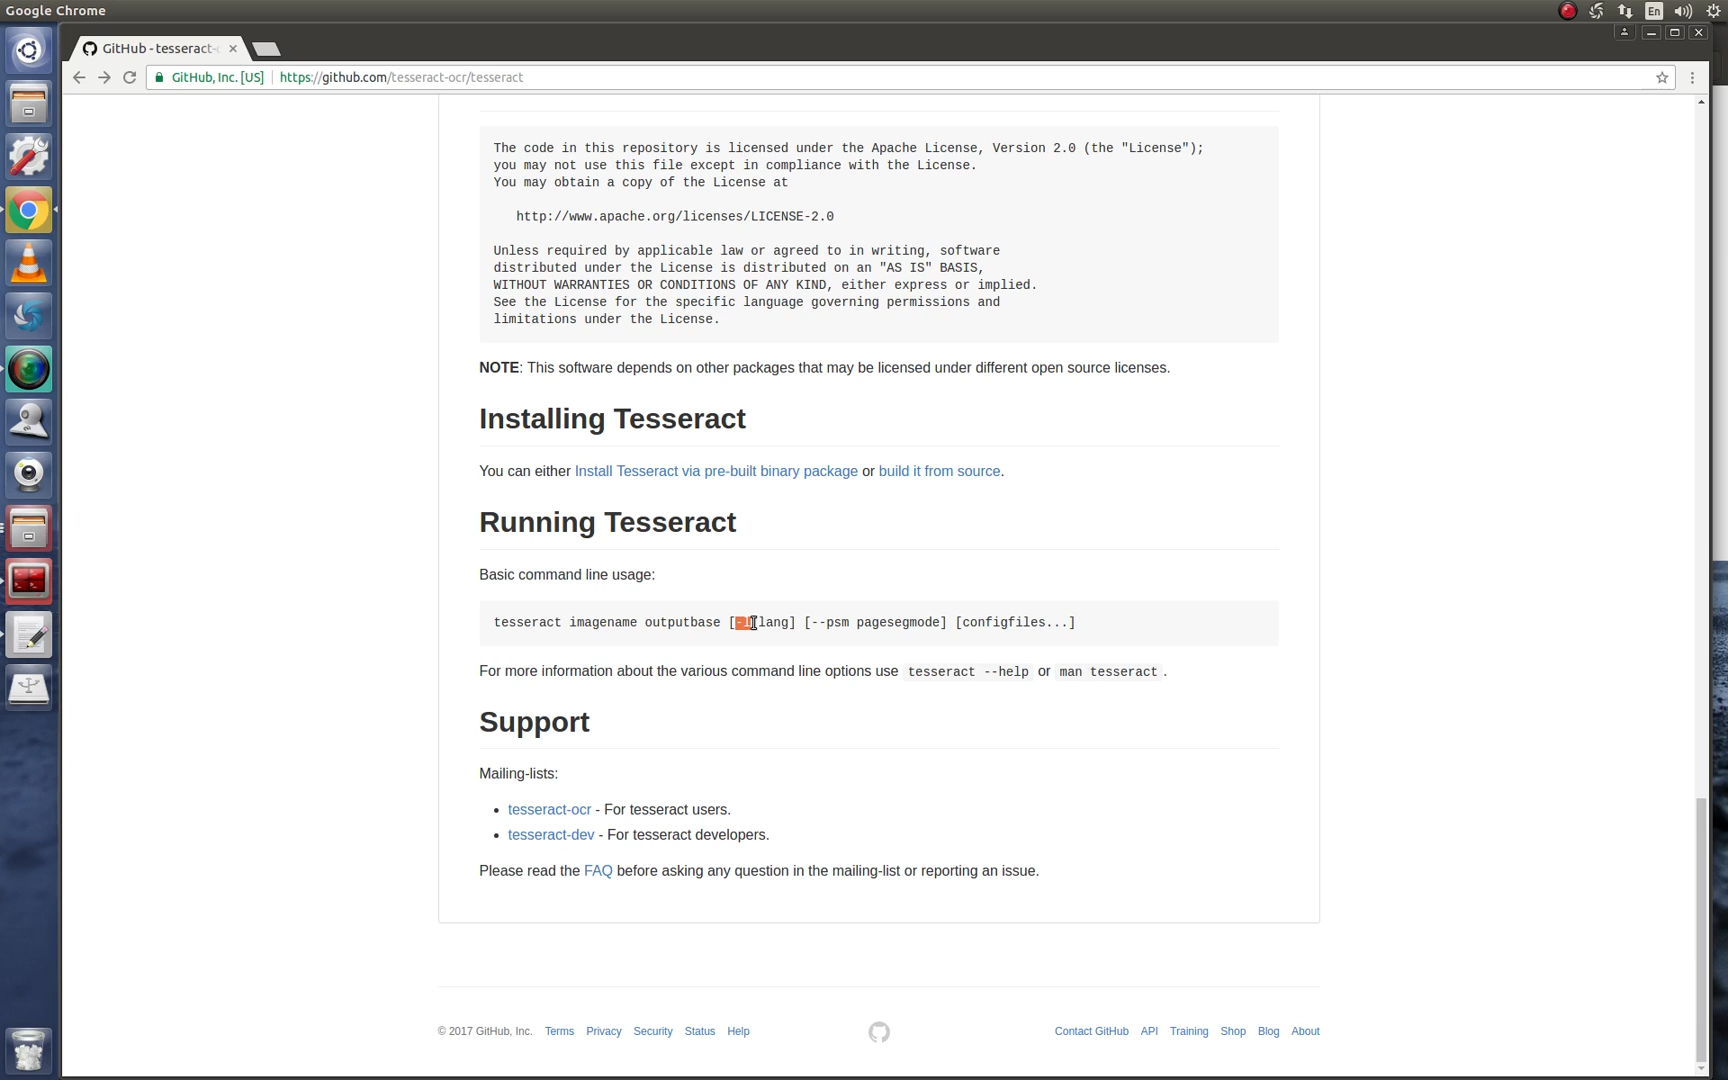 Google Chrome
En
GitHub - tesseract-
GitHub, Inc. [US] https://github.com/tesseract-ocr/tesseract
The code in this repository is licensed under the Apache License, Version 2.0 (the "License");
you may not use this file except in compliance with the License.
You may obtain a copy of the License at
http://www.apache.org/licenses/LICENSE-2.0
Unless required by applicable law or agreed to in writing, software
distributed under the License is distributed on an "AS IS" BASIS,
WITHOUT WARRANTIES OR CONDITIONS OF ANY KIND, either express or implied.
See the License for the specific language governing permissions and
limitations under the License.
NOTE: This software depends on other packages that may be licensed under different open source licenses.
Installing Tesseract
You can either Install Tesseract via pre-built binary package or build it from source.
Running Tesseract
Basic command line usage:
tesseract imagename outputbase [-l lang] [--psm pagesegmode] [configfiles...]
For more information about the various command line options use tesseract --help or man tesseract.
Support
Mailing-lists:
• tesseract-ocr - For tesseract users.
• tesseract-dev - For tesseract developers.
Please read the FAQ before asking any question in the mailing-list or reporting an issue.
© 2017 GitHub, Inc. Terms Privacy Security Status Help Contact GitHub API Training Shop Blog About